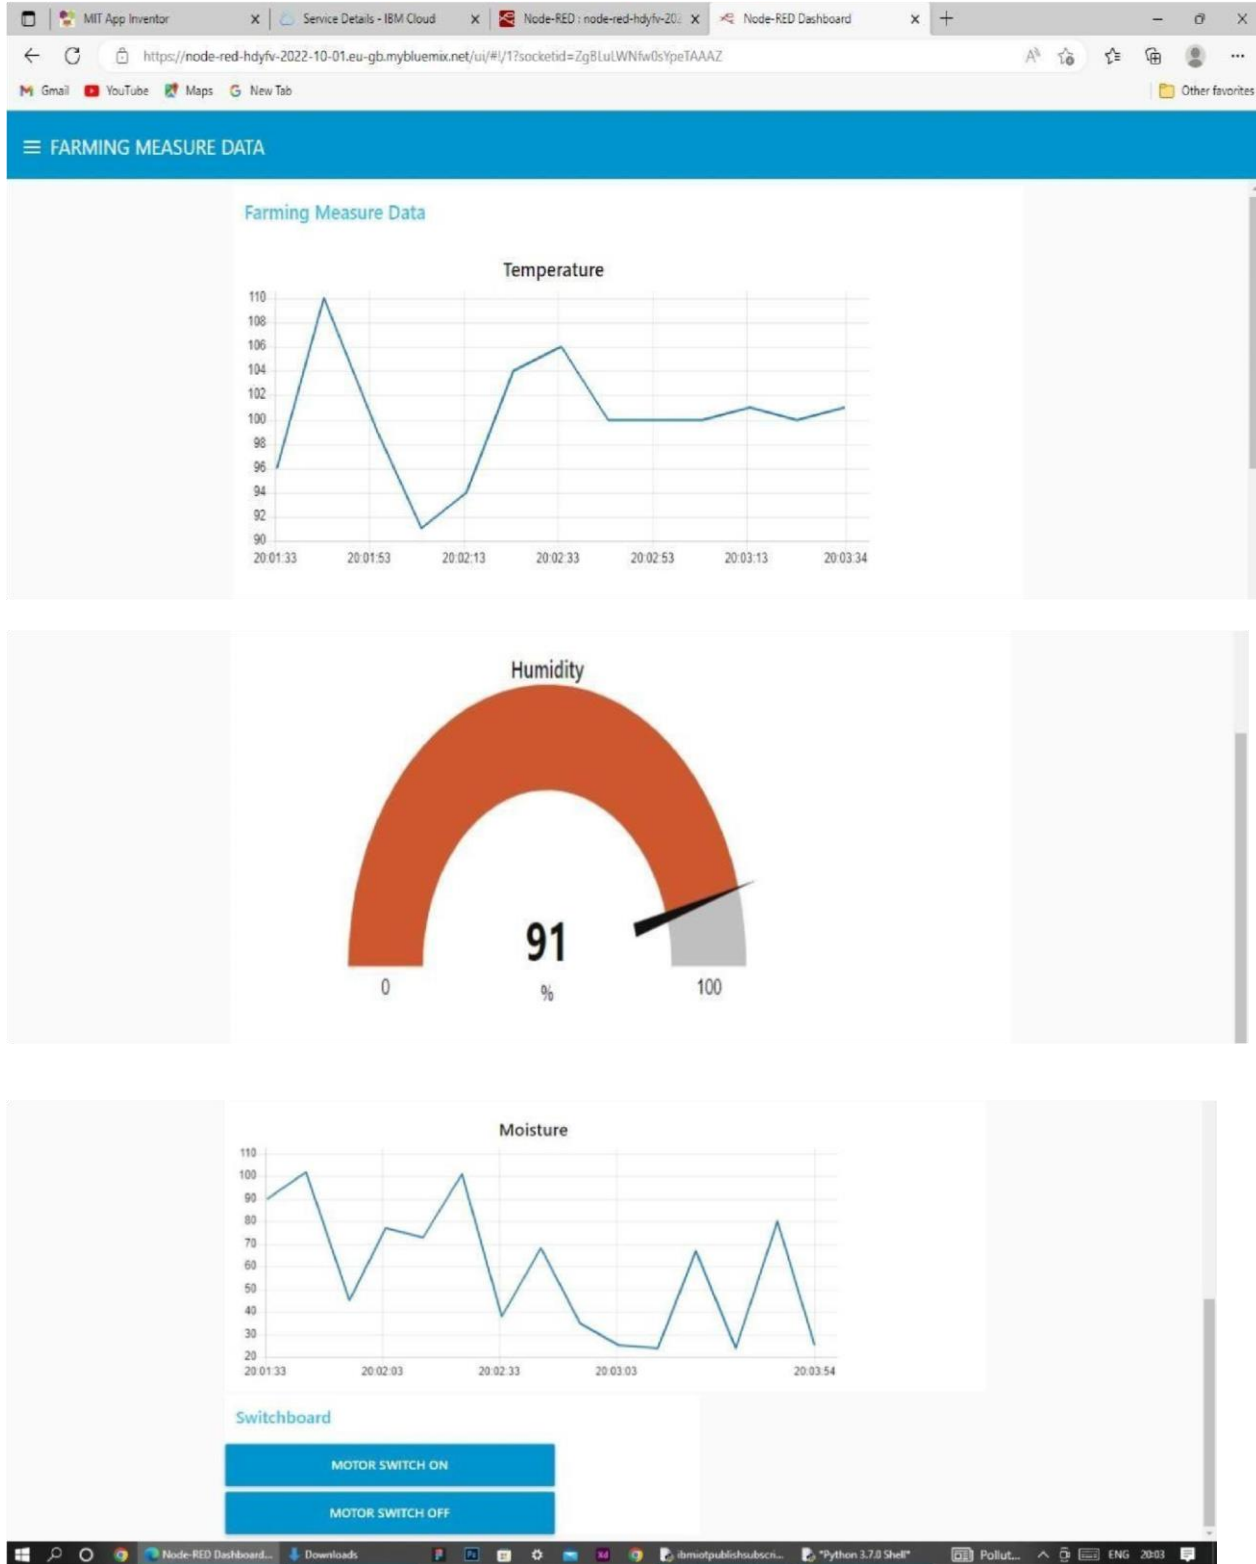 MIT App Inventor
Service Details - IBM Cloud
Node-RED : node-red-hdyfv-20
Node-RED Dashboard
https://node-red-hdyfv-2022-10-01.eu-gb.mybluemix.net/ui/#!/1?socketid=ZgBLuLWNfw0sYpeTAAAZ
Gmail YouTube Maps New Tab Other favorites
FARMING MEASURE DATA
Farming Measure Data
Temperature
110
108
106
104
102
100
98
96
94
92
90
20:01:33 20:01:53 20:02:13 20:02:33 20:02:53 20:03:13 20:03:34
Humidity
91
0 % 100
Moisture
110
100
90
80
70
60
50
40
30
20
20:01:33 20:02:03 20:02:33 20:03:03 20:03:54
Switchboard
MOTOR SWITCH ON
MOTOR SWITCH OFF
Node-RED Dashboard... Downloads Ps Xd ibmiotpublishsubscri... *Python 3.7.0 Shell* Pollut... ENG 20:03